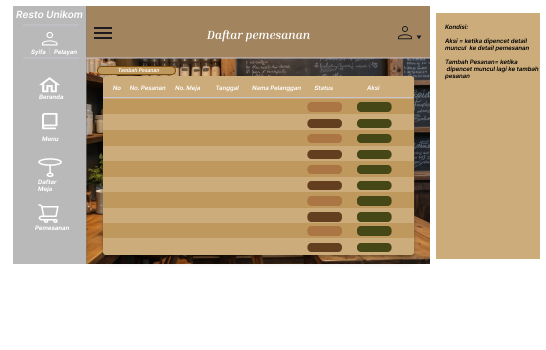 Resto Unikom
Syifa | Pelayan
Beranda
Menu
Daftar
Meja
Pemesanan
Daftar pemesanan
Tambah Pesanan
No No. Pesanan No. Meja Tanggal Nama Pelanggan Status Aksi
Kondisi:
Aksi = ketika dipencet detail
muncul ke detail pemesanan
Tambah Pesanan= ketika
dipencet muncul lagi ke tambah
pesanan